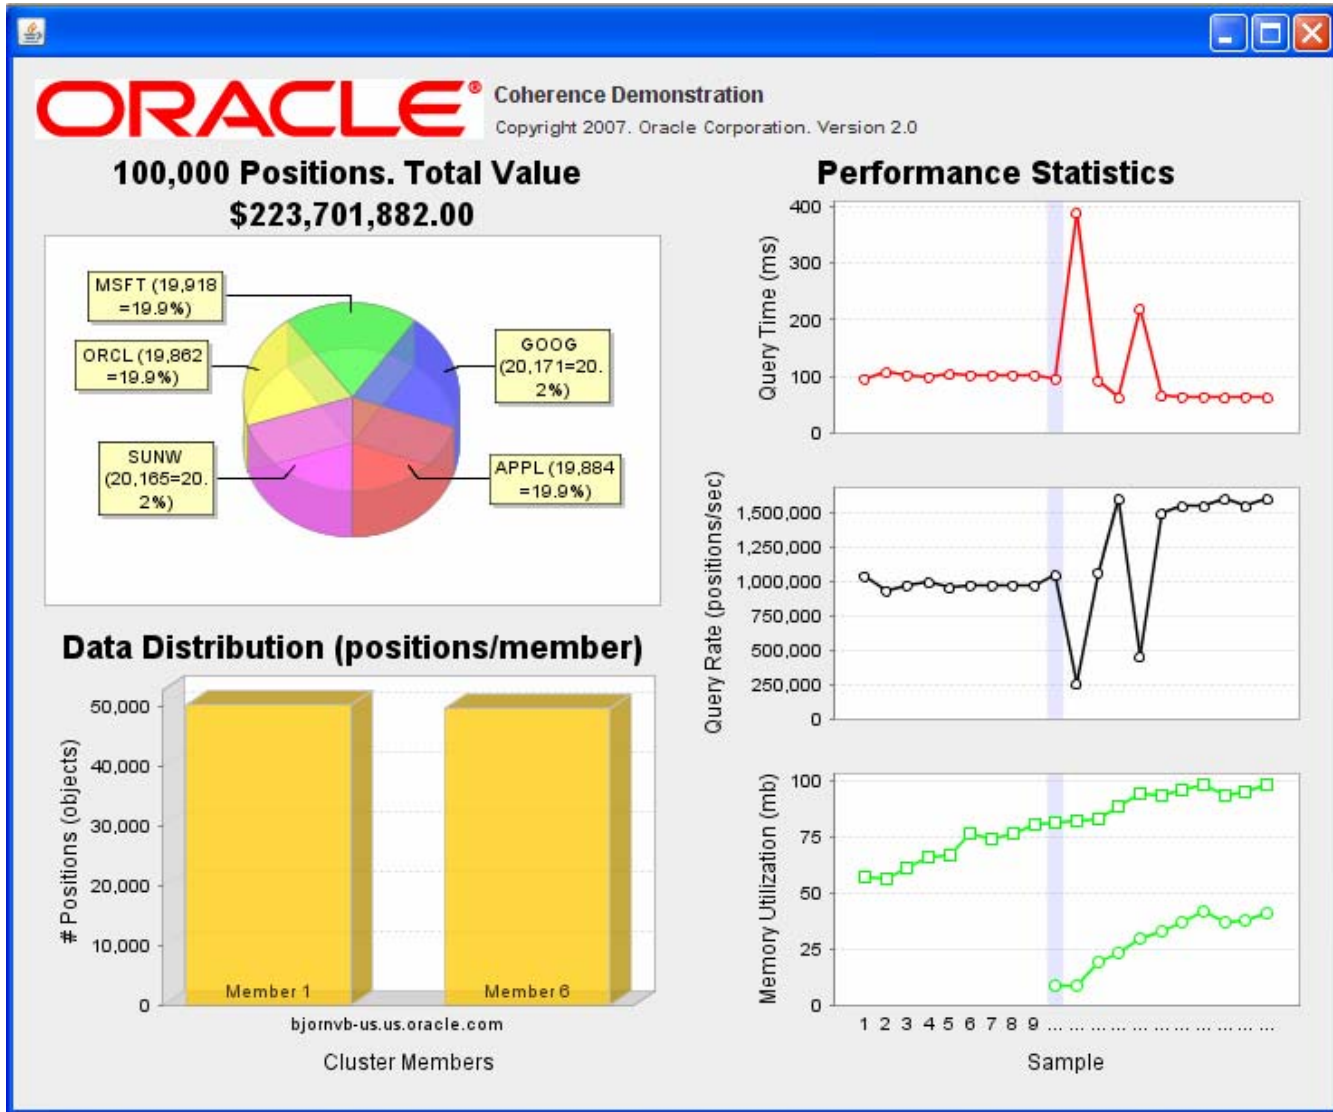 ORACLE®
Coherence Demonstration
Copyright 2007. Oracle Corporation. Version 2.0
100,000 Positions. Total Value
$223,701,882.00
MSFT (19,918
=19.9%)
ORCL (19,862
=19.9%)
GOOG
(20,171=20.
2%)
SUNW
(20,165=20.
2%)
APPL (19,884
=19.9%)
Data Distribution (positions/member)
# Positions (objects)
50,000
40,000
30,000
20,000
10,000
0
Member 1
Member 6
bjornvb-us.us.oracle.com
Cluster Members
Performance Statistics
Query Time (ms)
400
300
200
100
0
Query Rate (positions/sec)
1,500,000
1,250,000
1,000,000
750,000
500,000
250,000
0
Memory Utilization (mb)
100
75
50
25
0
1 2 3 4 5 6 7 8 9 ... ... ... ... ... ... ... ... ... ... ...
Sample